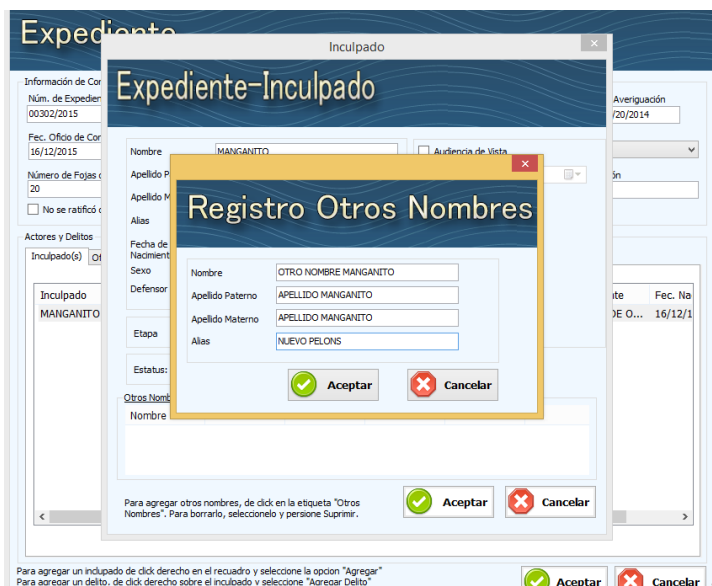 Expediente
Inculpado
Expediente-Inculpado
Información de Cor
Núm. de Expedien
00302/2015
Averiguación
/20/2014
Fec. Oficio de Cor
16/12/2015
Número de Fojas
20
No se ratificó
Actores y Delitos
Inculpado(s)
Of
Inculpado
Fec. Na
MANGANITO
DE O...
16/12/1
Nombre
MANGANITO
Audiencia de Vista
Apellido P
Apellido M
Alias
Fecha de
Nacimient
Sexo
Defensor
Etapa
Estatus:
Otros Nomb
Nombre
Registro Otros Nombres
Nombre
OTRO NOMBRE MANGANITO
Apellido Paterno
APELLIDO MANGANITO
Apellido Materno
APELLIDO MANGANITO
Alias
NUEVO PELONS
Aceptar
Cancelar
Para agregar otros nombres, de click en la etiqueta "Otros
Nombres". Para borrarlo, seleccionelo y persione Suprimir.
Aceptar
Cancelar
Para agregar un inclupado de click derecho en el recuadro y seleccione la opcion "Agregar"
Para agregar un delito, de click derecho sobre el inculpado y seleccione "Agregar Delito"
Aceptar
Cancelar